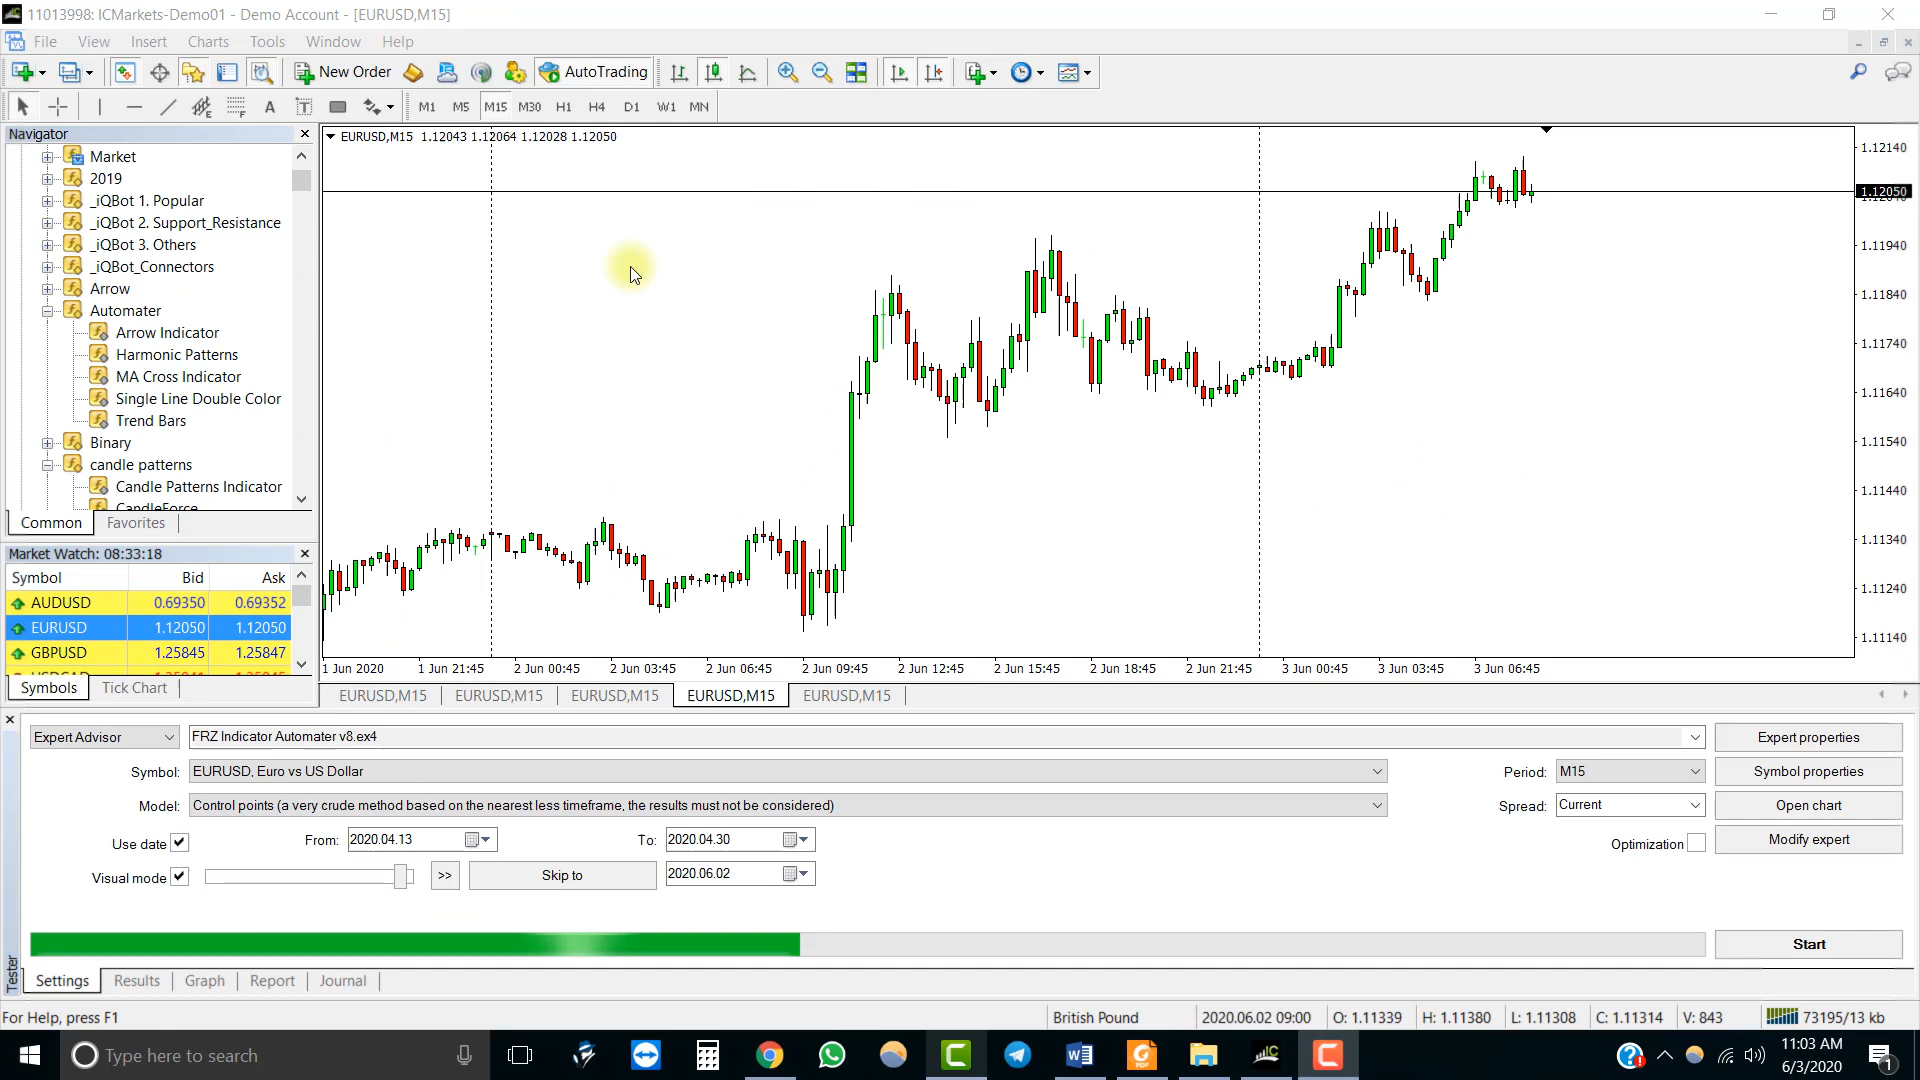 11013998: ICMarkets-Demo01 - Demo Account - [EURUSD,M15]
File View Insert Charts Tools Window Help
New Order AutoTrading
A T M1 M5 M15 M30 H1 H4 D1 W1 MN
Navigator
Market
2019
_iQBot 1. Popular
_iQBot 2. Support_Resistance
_iQBot 3. Others
_iQBot_Connectors
Arrow
Automater
Arrow Indicator
Harmonic Patterns
MA Cross Indicator
Single Line Double Color
Trend Bars
Binary
candle patterns
Candle Patterns Indicator
CandleForce
Common Favorites
Market Watch: 08:33:18
Symbol Bid Ask
AUDUSD 0.69350 0.69352
EURUSD 1.12050 1.12050
GBPUSD 1.25845 1.25847
Symbols Tick Chart
EURUSD,M15 1.12043 1.12064 1.12028 1.12050
1.12140
1.12050
1.11940
1.11840
1.11740
1.11640
1.11540
1.11440
1.11340
1.11240
1.11140
1 Jun 2020 1 Jun 21:45 2 Jun 00:45 2 Jun 03:45 2 Jun 06:45 2 Jun 09:45 2 Jun 12:45 2 Jun 15:45 2 Jun 18:45 2 Jun 21:45 3 Jun 00:45 3 Jun 03:45 3 Jun 06:45
EURUSD,M15 EURUSD,M15 EURUSD,M15 EURUSD,M15 EURUSD,M15
Expert Advisor FRZ Indicator Automater v8.ex4 Expert properties
Symbol: EURUSD, Euro vs US Dollar Period: M15 Symbol properties
Model: Control points (a very crude method based on the nearest less timeframe, the results must not be considered) Spread: Current Open chart
Use date From: 2020.04.13 To: 2020.04.30 Optimization Modify expert
Visual mode >> Skip to 2020.06.02
Start
Tester
Settings Results Graph Report Journal
For Help, press F1 British Pound 2020.06.02 09:00 O: 1.11339 H: 1.11380 L: 1.11308 C: 1.11314 V: 843 73195/13 kb
Type here to search
11:03 AM
6/3/2020
1